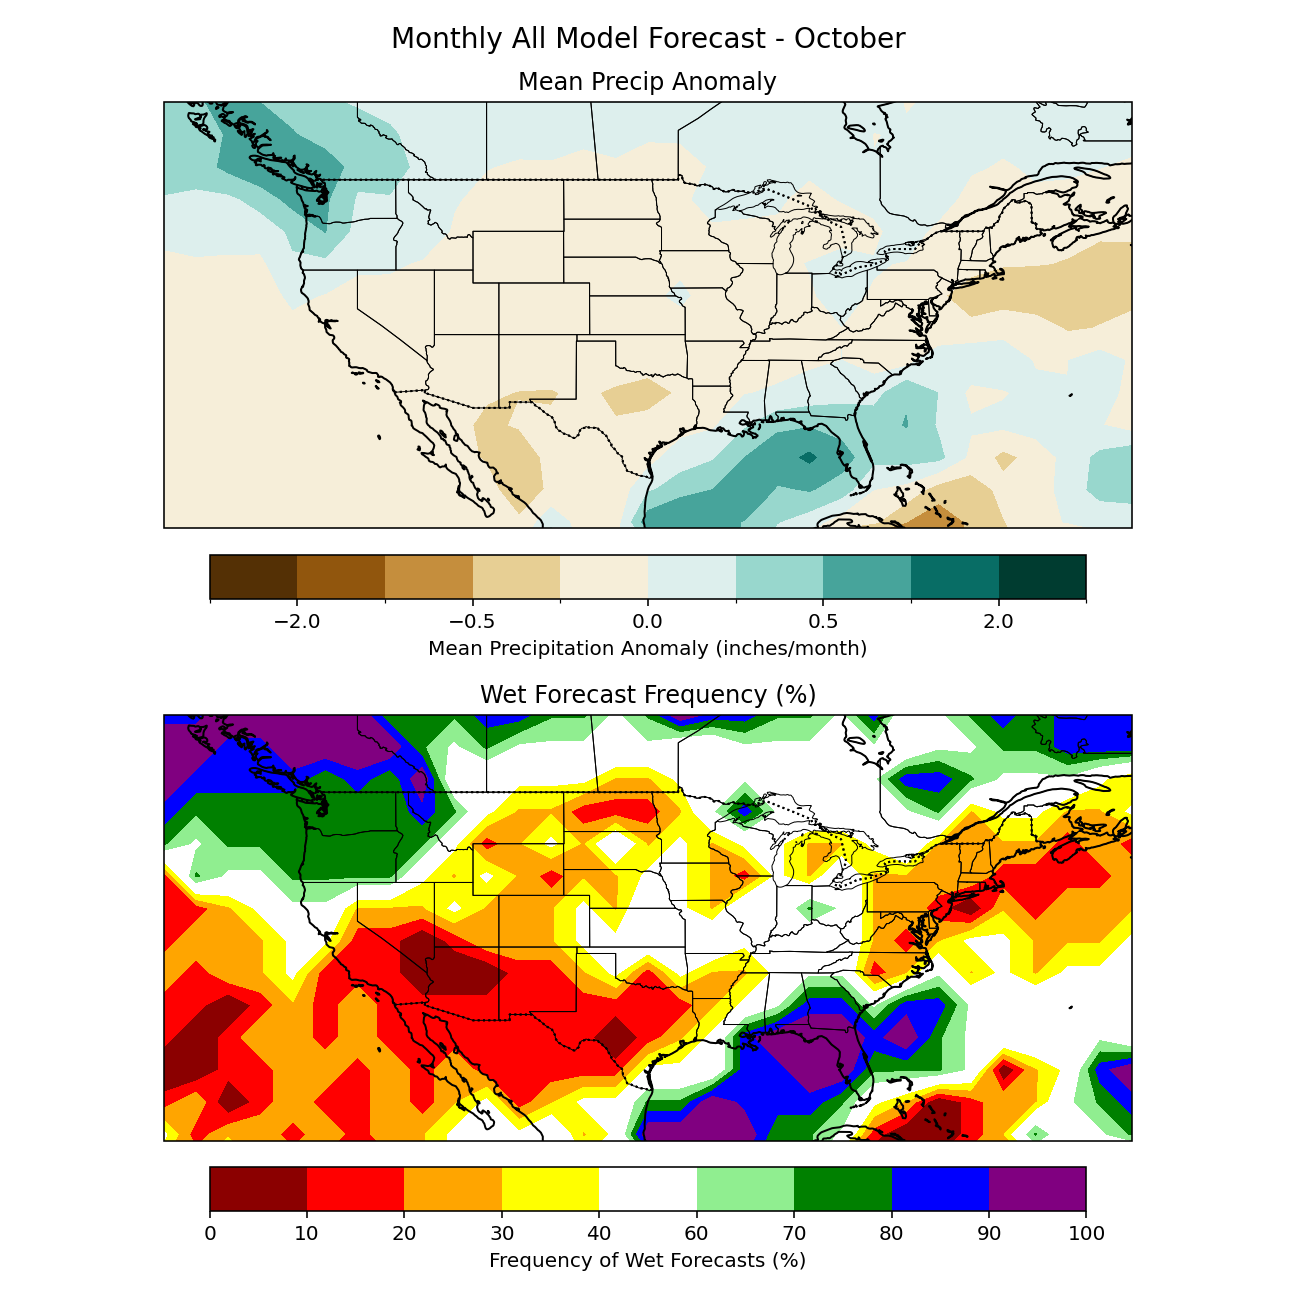 Monthly All Model Forecast - October
Mean Precip Anomaly
−2.0 −0.5 0.0 0.5 2.0
Mean Precipitation Anomaly (inches/month)
Wet Forecast Frequency (%)
0 10 20 30 40 60 70 80 90 100
Frequency of Wet Forecasts (%)